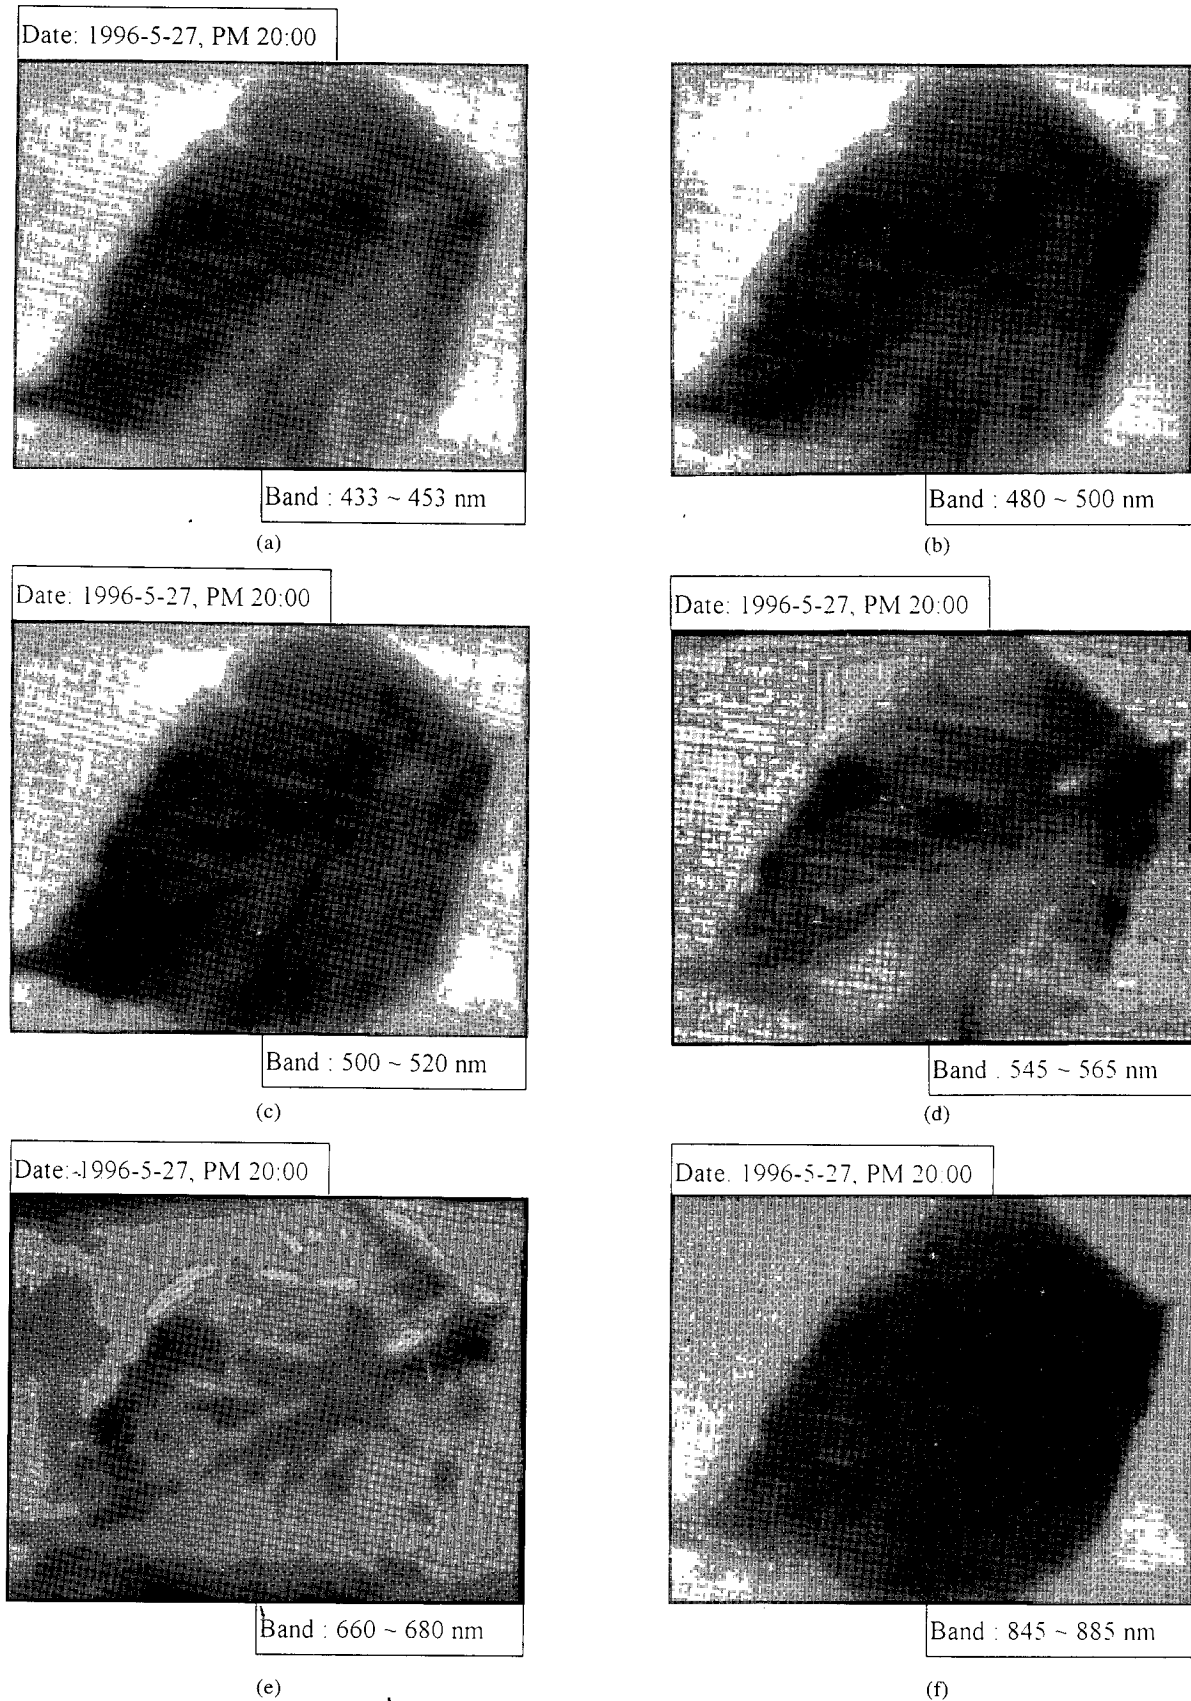 Date: 1996-5-27, PM 20:00
Band : 433 ~ 453 nm
(a)
Band : 480 ~ 500 nm
(b)
Date: 1996-5-27, PM 20:00
Band : 500 ~ 520 nm
(c)
Date: 1996-5-27, PM 20:00
Band . 545 ~ 565 nm
(d)
Date: 1996-5-27, PM 20:00
Band : 660 ~ 680 nm
(e)
Date. 1996-5-27, PM 20:00
Band : 845 ~ 885 nm
(f)